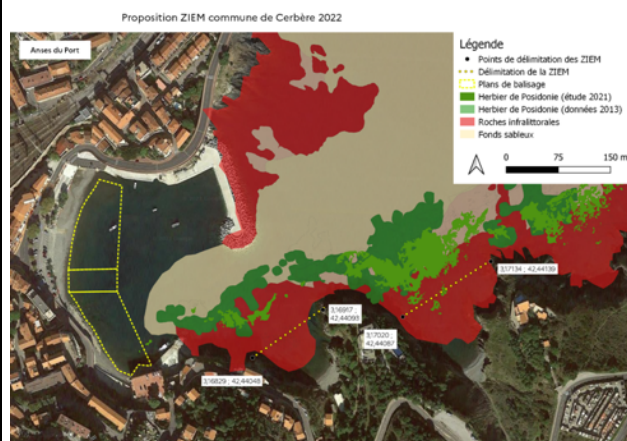 Proposition ZIEM commune de Cerbère 2022
Anses du Port
Légende
Points de délimitation des ZIEM
Délimitation de la ZIEM
Plans de balisage
Herbier de Posidonie (étude 2021)
Herbier de Posidonie (données 2013)
Roches infralittorales
Fonds sableux
0 75 150 m
3,17134 ; 42,44139
3,16917 ;
42,44093
3,17020 ;
42,44087
3,16829 ; 42,44048